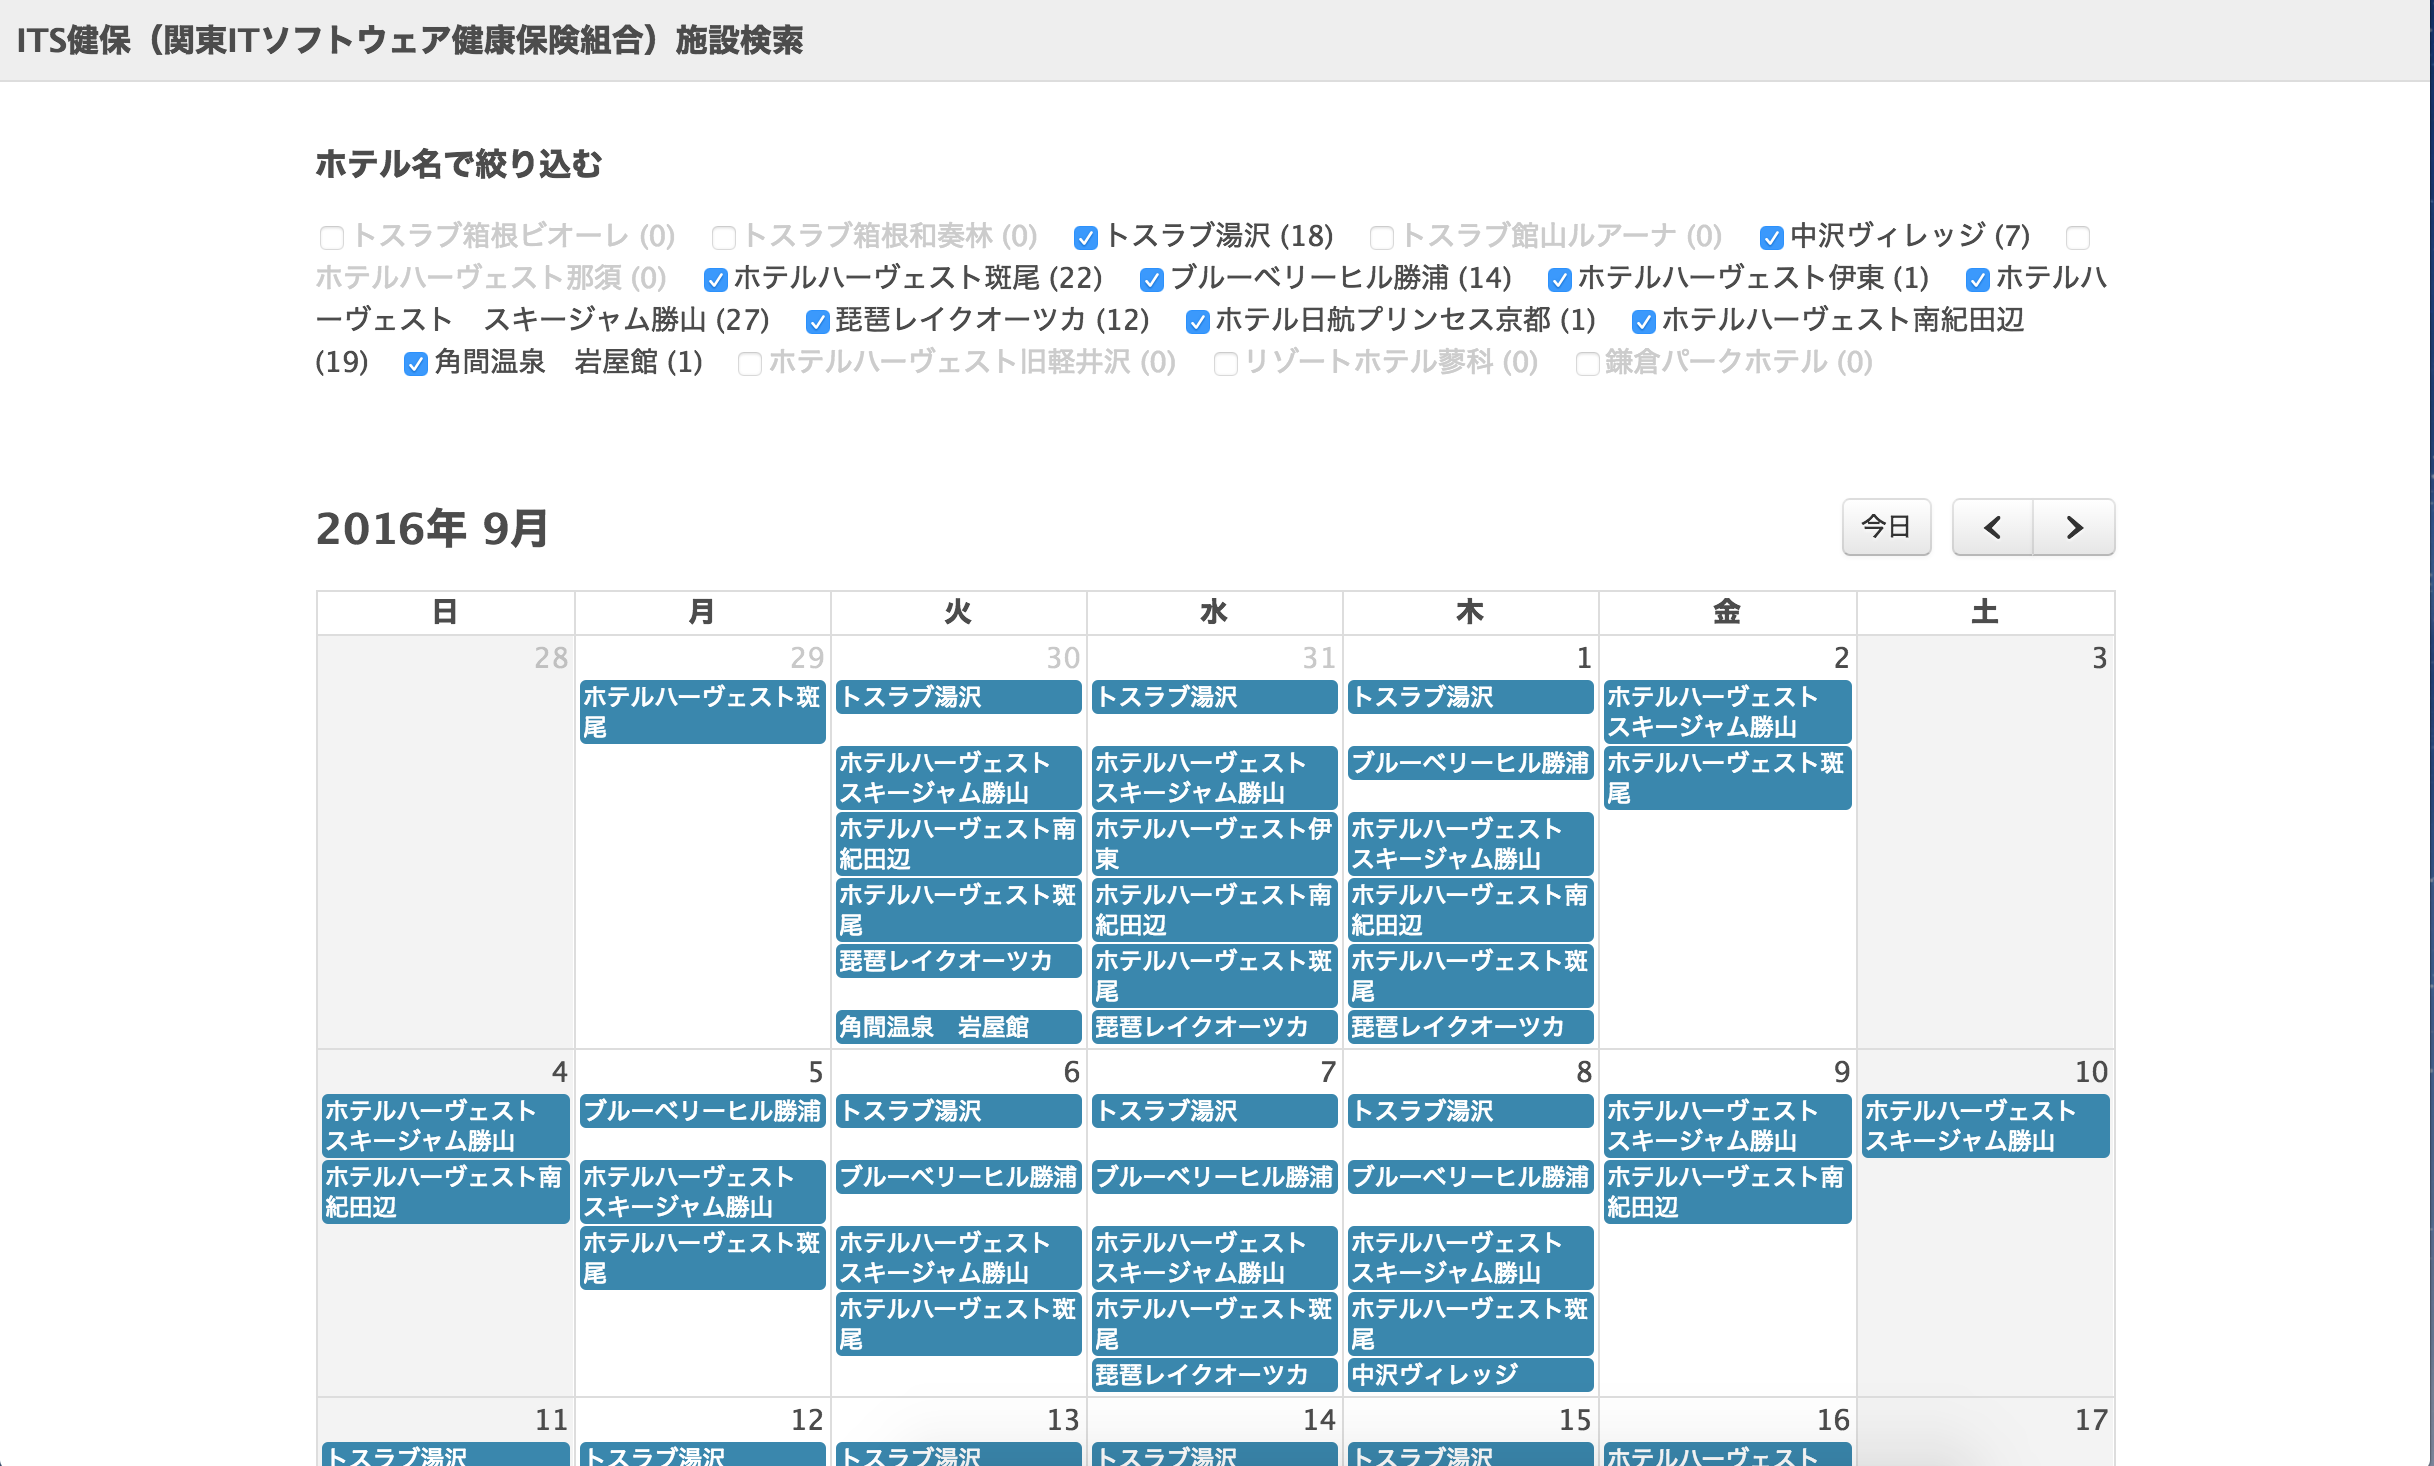 ITS健保（関東ITソフトウェア健康保険組合）施設検索
ホテル名で絞り込む
トスラブ箱根ビオーレ (0) トスラブ箱根和奏林 (0) トスラブ湯沢 (18) トスラブ館山ルアーナ (0) 中沢ヴィレッジ (7)
ホテルハーヴェスト那須 (0) ホテルハーヴェスト斑尾 (22) ブルーベリーヒル勝浦 (14) ホテルハーヴェスト伊東 (1) ホテルハ
ーヴェスト　スキージャム勝山 (27) 琵琶レイクオーツカ (12) ホテル日航プリンセス京都 (1) ホテルハーヴェスト南紀田辺
(19) 角間温泉　岩屋館 (1) ホテルハーヴェスト旧軽井沢 (0) リゾートホテル蓼科 (0) 鎌倉パークホテル (0)
2016年 9月
今日
日 月 火 水 木 金 土
28
29
ホテルハーヴェスト斑
尾
30
トスラブ湯沢
ホテルハーヴェスト
スキージャム勝山
ホテルハーヴェスト南
紀田辺
ホテルハーヴェスト斑
尾
琵琶レイクオーツカ
角間温泉　岩屋館
31
トスラブ湯沢
ホテルハーヴェスト
スキージャム勝山
ホテルハーヴェスト伊
東
ホテルハーヴェスト南
紀田辺
ホテルハーヴェスト斑
尾
琵琶レイクオーツカ
1
トスラブ湯沢
ブルーベリーヒル勝浦
ホテルハーヴェスト
スキージャム勝山
ホテルハーヴェスト南
紀田辺
ホテルハーヴェスト斑
尾
琵琶レイクオーツカ
2
ホテルハーヴェスト
スキージャム勝山
ホテルハーヴェスト斑
尾
3
4
ホテルハーヴェスト
スキージャム勝山
ホテルハーヴェスト南
紀田辺
5
ブルーベリーヒル勝浦
ホテルハーヴェスト
スキージャム勝山
ホテルハーヴェスト斑
尾
6
トスラブ湯沢
ブルーベリーヒル勝浦
ホテルハーヴェスト
スキージャム勝山
ホテルハーヴェスト斑
尾
7
トスラブ湯沢
ブルーベリーヒル勝浦
ホテルハーヴェスト
スキージャム勝山
ホテルハーヴェスト斑
尾
琵琶レイクオーツカ
8
トスラブ湯沢
ブルーベリーヒル勝浦
ホテルハーヴェスト
スキージャム勝山
ホテルハーヴェスト斑
尾
中沢ヴィレッジ
9
ホテルハーヴェスト
スキージャム勝山
ホテルハーヴェスト南
紀田辺
10
ホテルハーヴェスト
スキージャム勝山
11
トスラブ湯沢
12
トスラブ湯沢
13
トスラブ湯沢
14
トスラブ湯沢
15
トスラブ湯沢
16
ホテルハーヴェスト
17